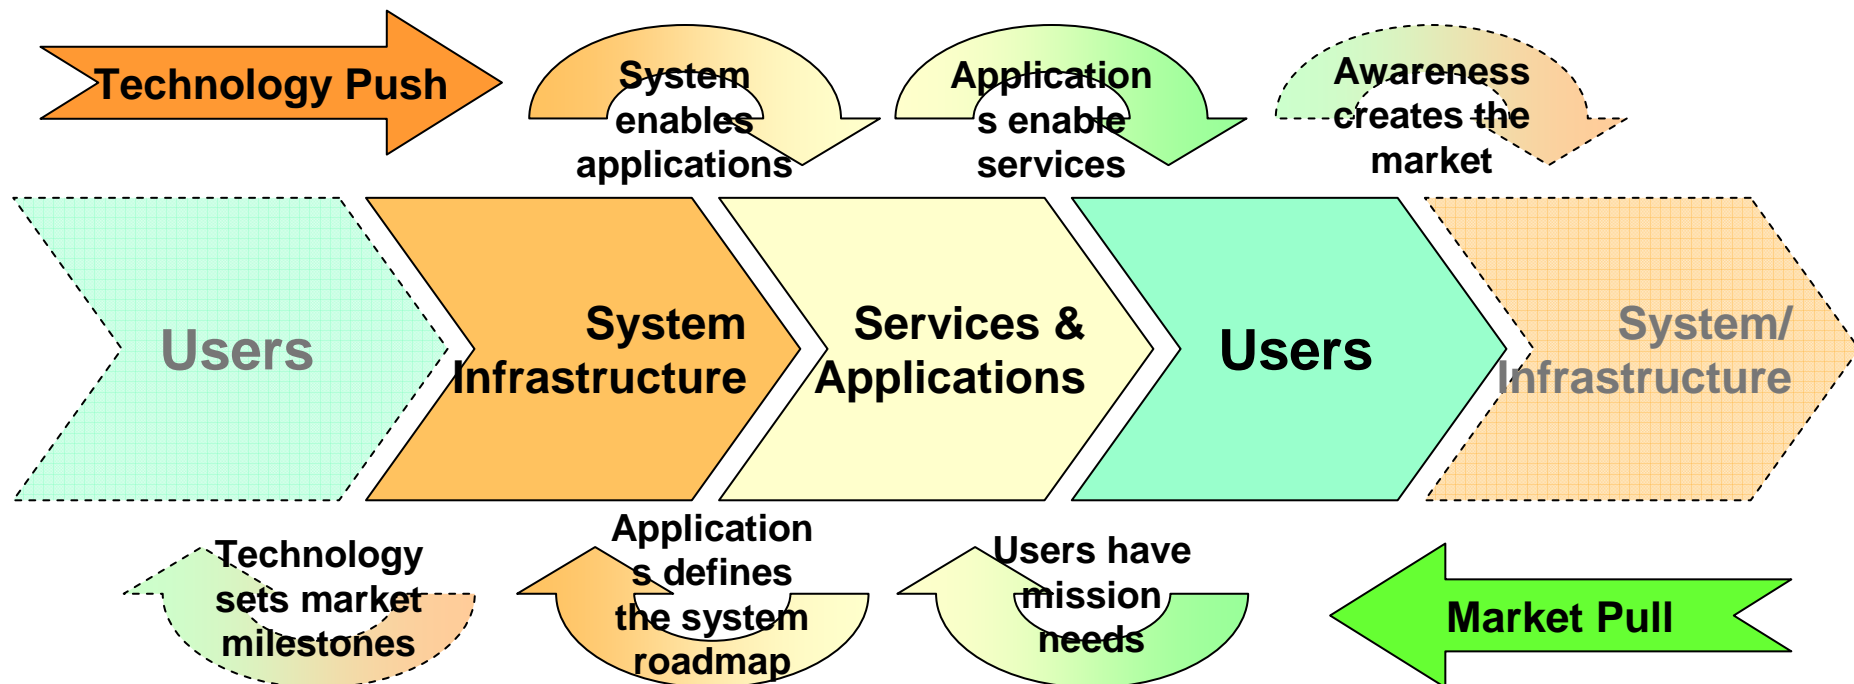 Technology Push
System
enables
applications
Application
s enable
services
Awareness
creates the
market
Users
System
Infrastructure
Services &
Applications
Users
System/
Infrastructure
Technology
sets market
milestones
Application
s defines
the system
roadmap
Users have
mission
needs
Market Pull